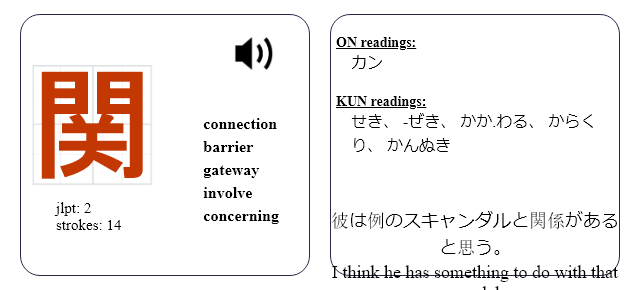 関
connection
barrier
gateway
involve
concerning
jlpt: 2
strokes: 14
ON readings:
カン
KUN readings:
せき、 -ぜき、 かか.わる、 からく
り、 かんぬき
彼は例のスキャンダルと関係がある
と思う。
I think he has something to do with that